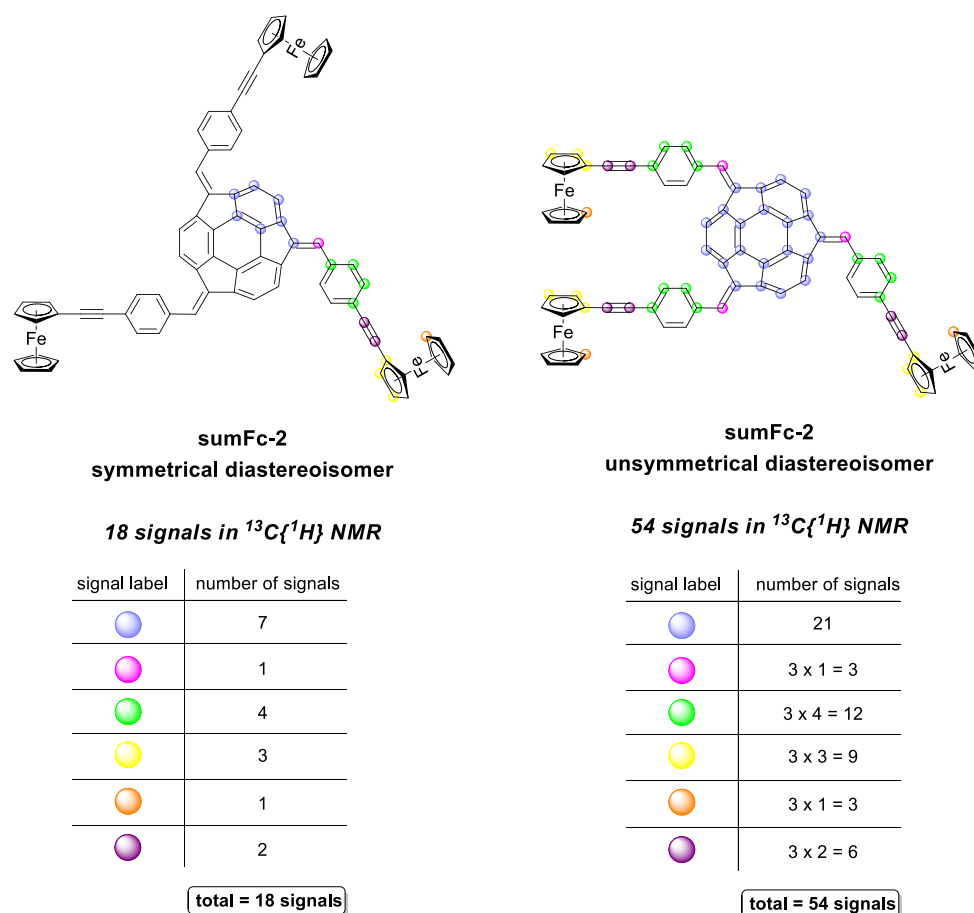 Fe
Fe
Fe
Fe
Fe
Fe
sumFc-2
symmetrical diastereoisomer
sumFc-2
unsymmetrical diastereoisomer
18 signals in ¹³C{¹H} NMR
54 signals in ¹³C{¹H} NMR
signal label number of signals
7
1
4
3
1
2
total = 18 signals
signal label number of signals
21
3 x 1 = 3
3 x 4 = 12
3 x 3 = 9
3 x 1 = 3
3 x 2 = 6
total = 54 signals